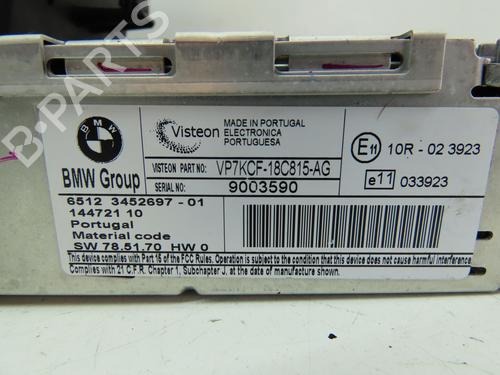 B-PARTS
BMW
BMW Group
Visteon
MADE IN PORTUGAL
ELECTRONICA
PORTUGUESA
VISTEON PART NO: VP7KCF-18C815-AG
SERIAL NO: 9003590
E11 10R - 02 3923
e11 033923
6512 3452697 - 01
144721 10
Portugal
Material code
SW 78.51.70 HW 0
This device complies with Part 15 of the FCC Rules. Operation is subject to the condition that this device does not cause harmful interference.
Complies with 21 C.F.R. Chapter 1, Subchapter J. at the date of manufacture shown.